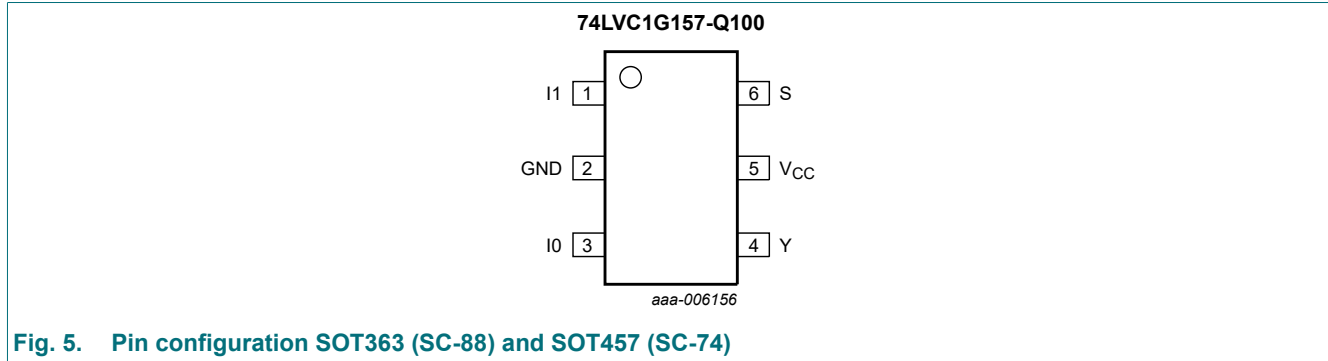 74LVC1G157-Q100
I1 1 6 S
GND 2 5 VCC
I0 3 4 Y
aaa-006156
Fig. 5. Pin configuration SOT363 (SC-88) and SOT457 (SC-74)